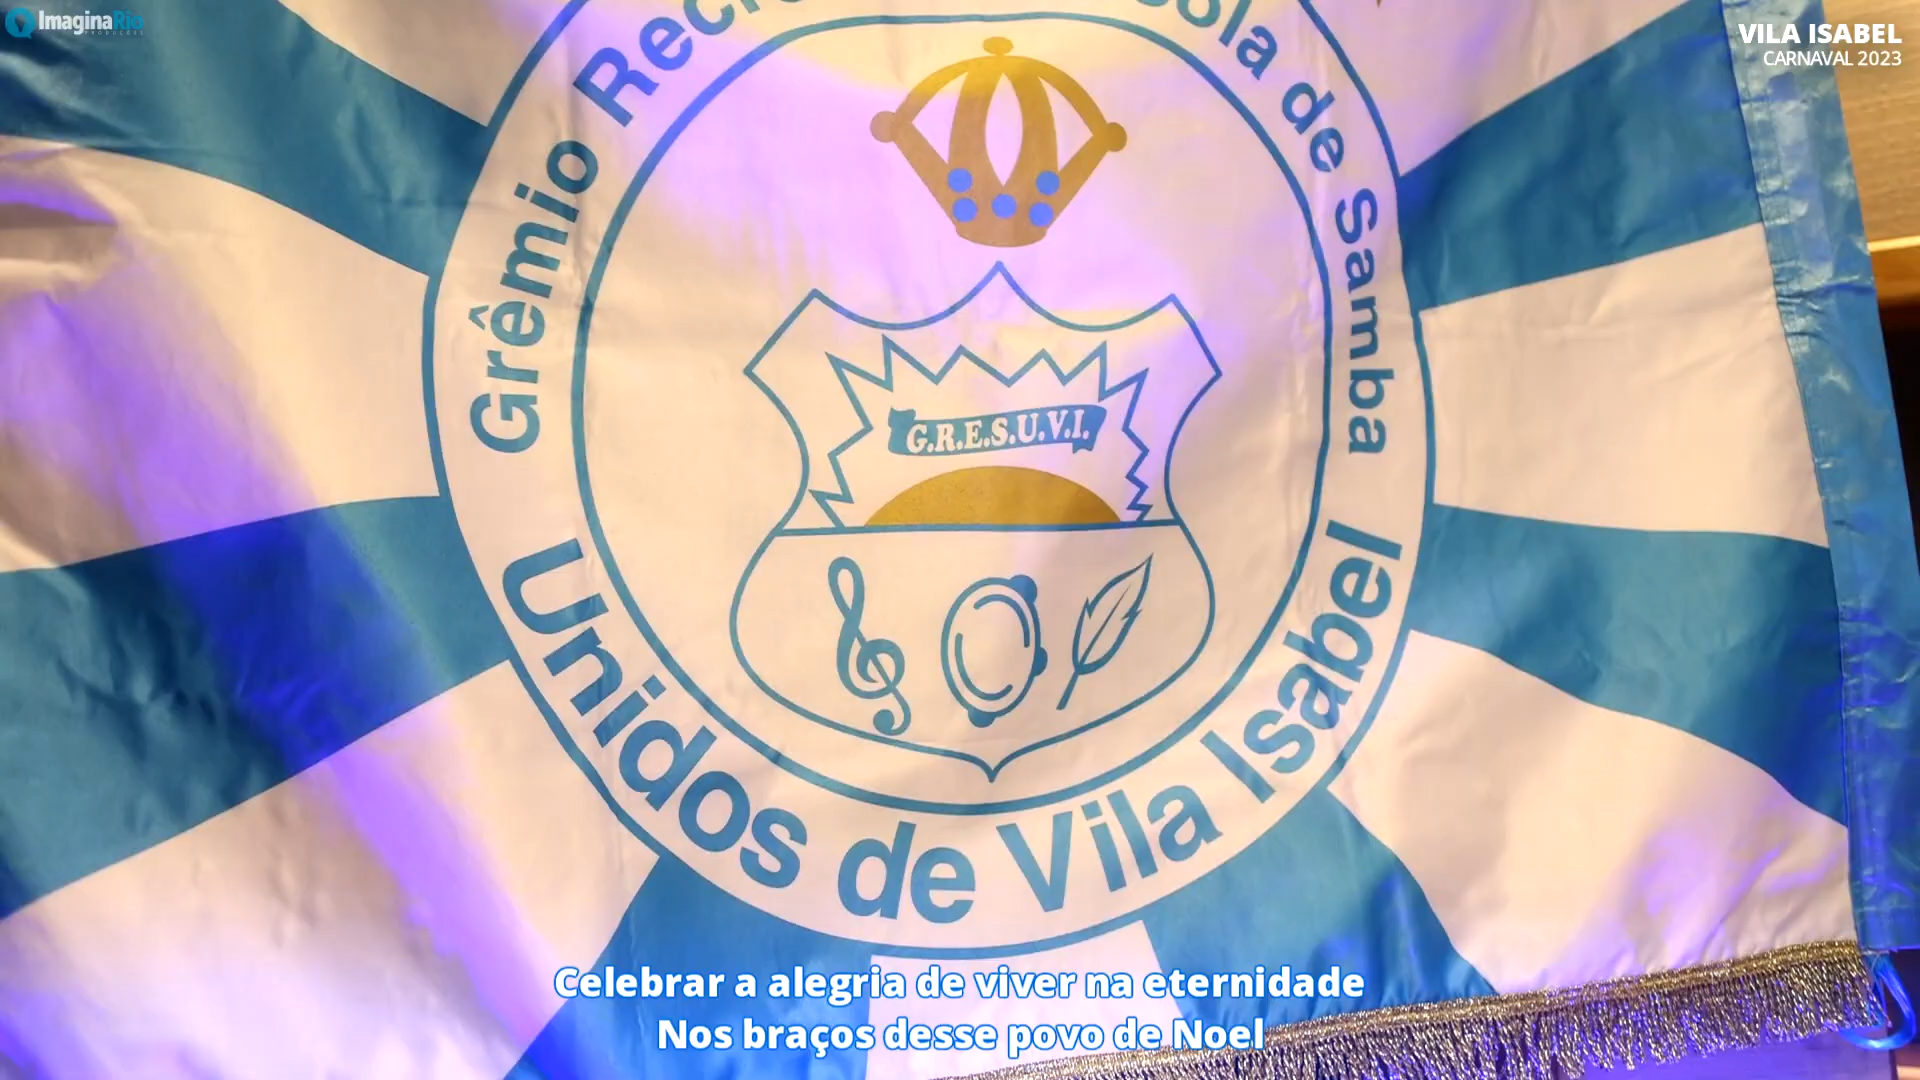 ImaginaRio
PRODUÇÕES
VILA ISABEL
CARNAVAL 2023
Grêmio
ola de Samba
G.R.E.S.U.V.I.
Unidos de Vila Isabel
Celebrar a alegria de viver na eternidade
Nos braços desse povo de Noel